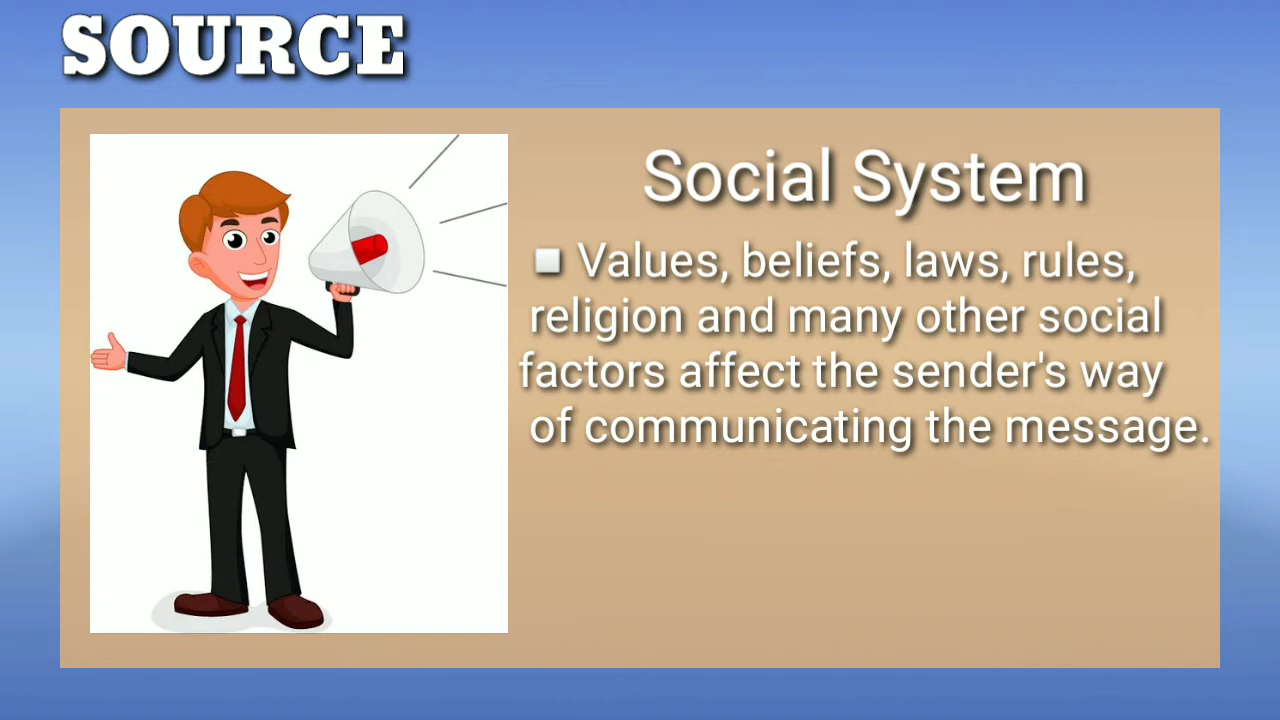 SOURCE
Social System
▫️ Values, beliefs, laws, rules,
religion and many other social
factors affect the sender's way
of communicating the message.